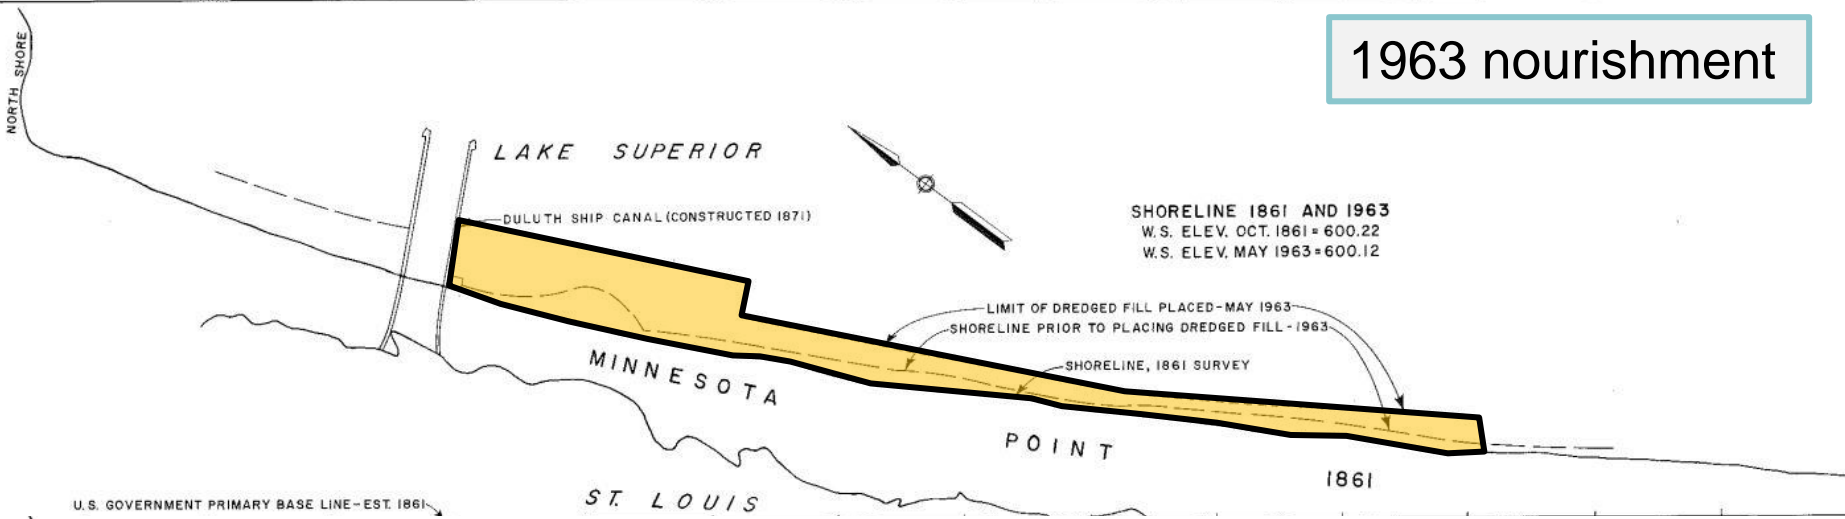 1963 nourishment
NORTH SHORE
LAKE SUPERIOR
DULUTH SHIP CANAL (CONSTRUCTED 1871)
SHORELINE 1861 AND 1963
W.S. ELEV. OCT. 1861 = 600.22
W.S. ELEV. MAY 1963 = 600.12
LIMIT OF DREDGED FILL PLACED-MAY 1963
SHORELINE PRIOR TO PLACING DREDGED FILL-1963
SHORELINE, 1861 SURVEY
MINNESOTA
POINT
1861
ST. LOUIS
U.S. GOVERNMENT PRIMARY BASE LINE-EST. 1861